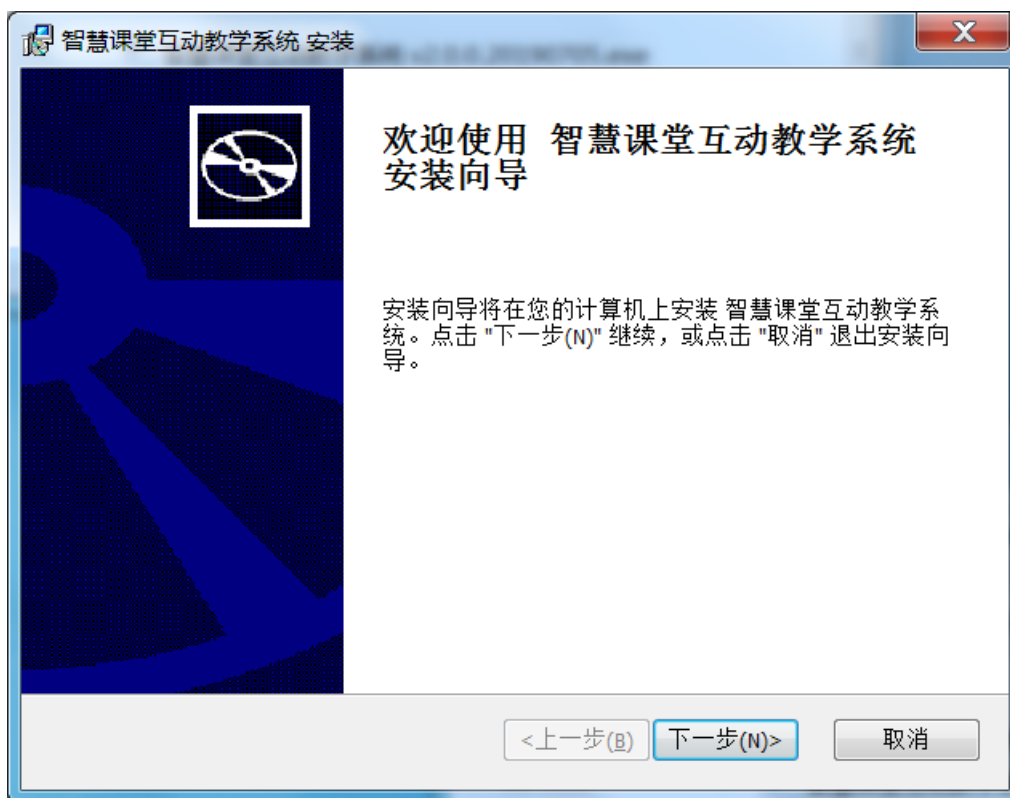 智慧课堂互动教学系统 安装
欢迎使用 智慧课堂互动教学系统
安装向导
安装向导将在您的计算机上安装 智慧课堂互动教学系
统。点击 "下一步(N)" 继续，或点击 "取消" 退出安装向
导。
<上一步(B) 下一步(N)> 取消